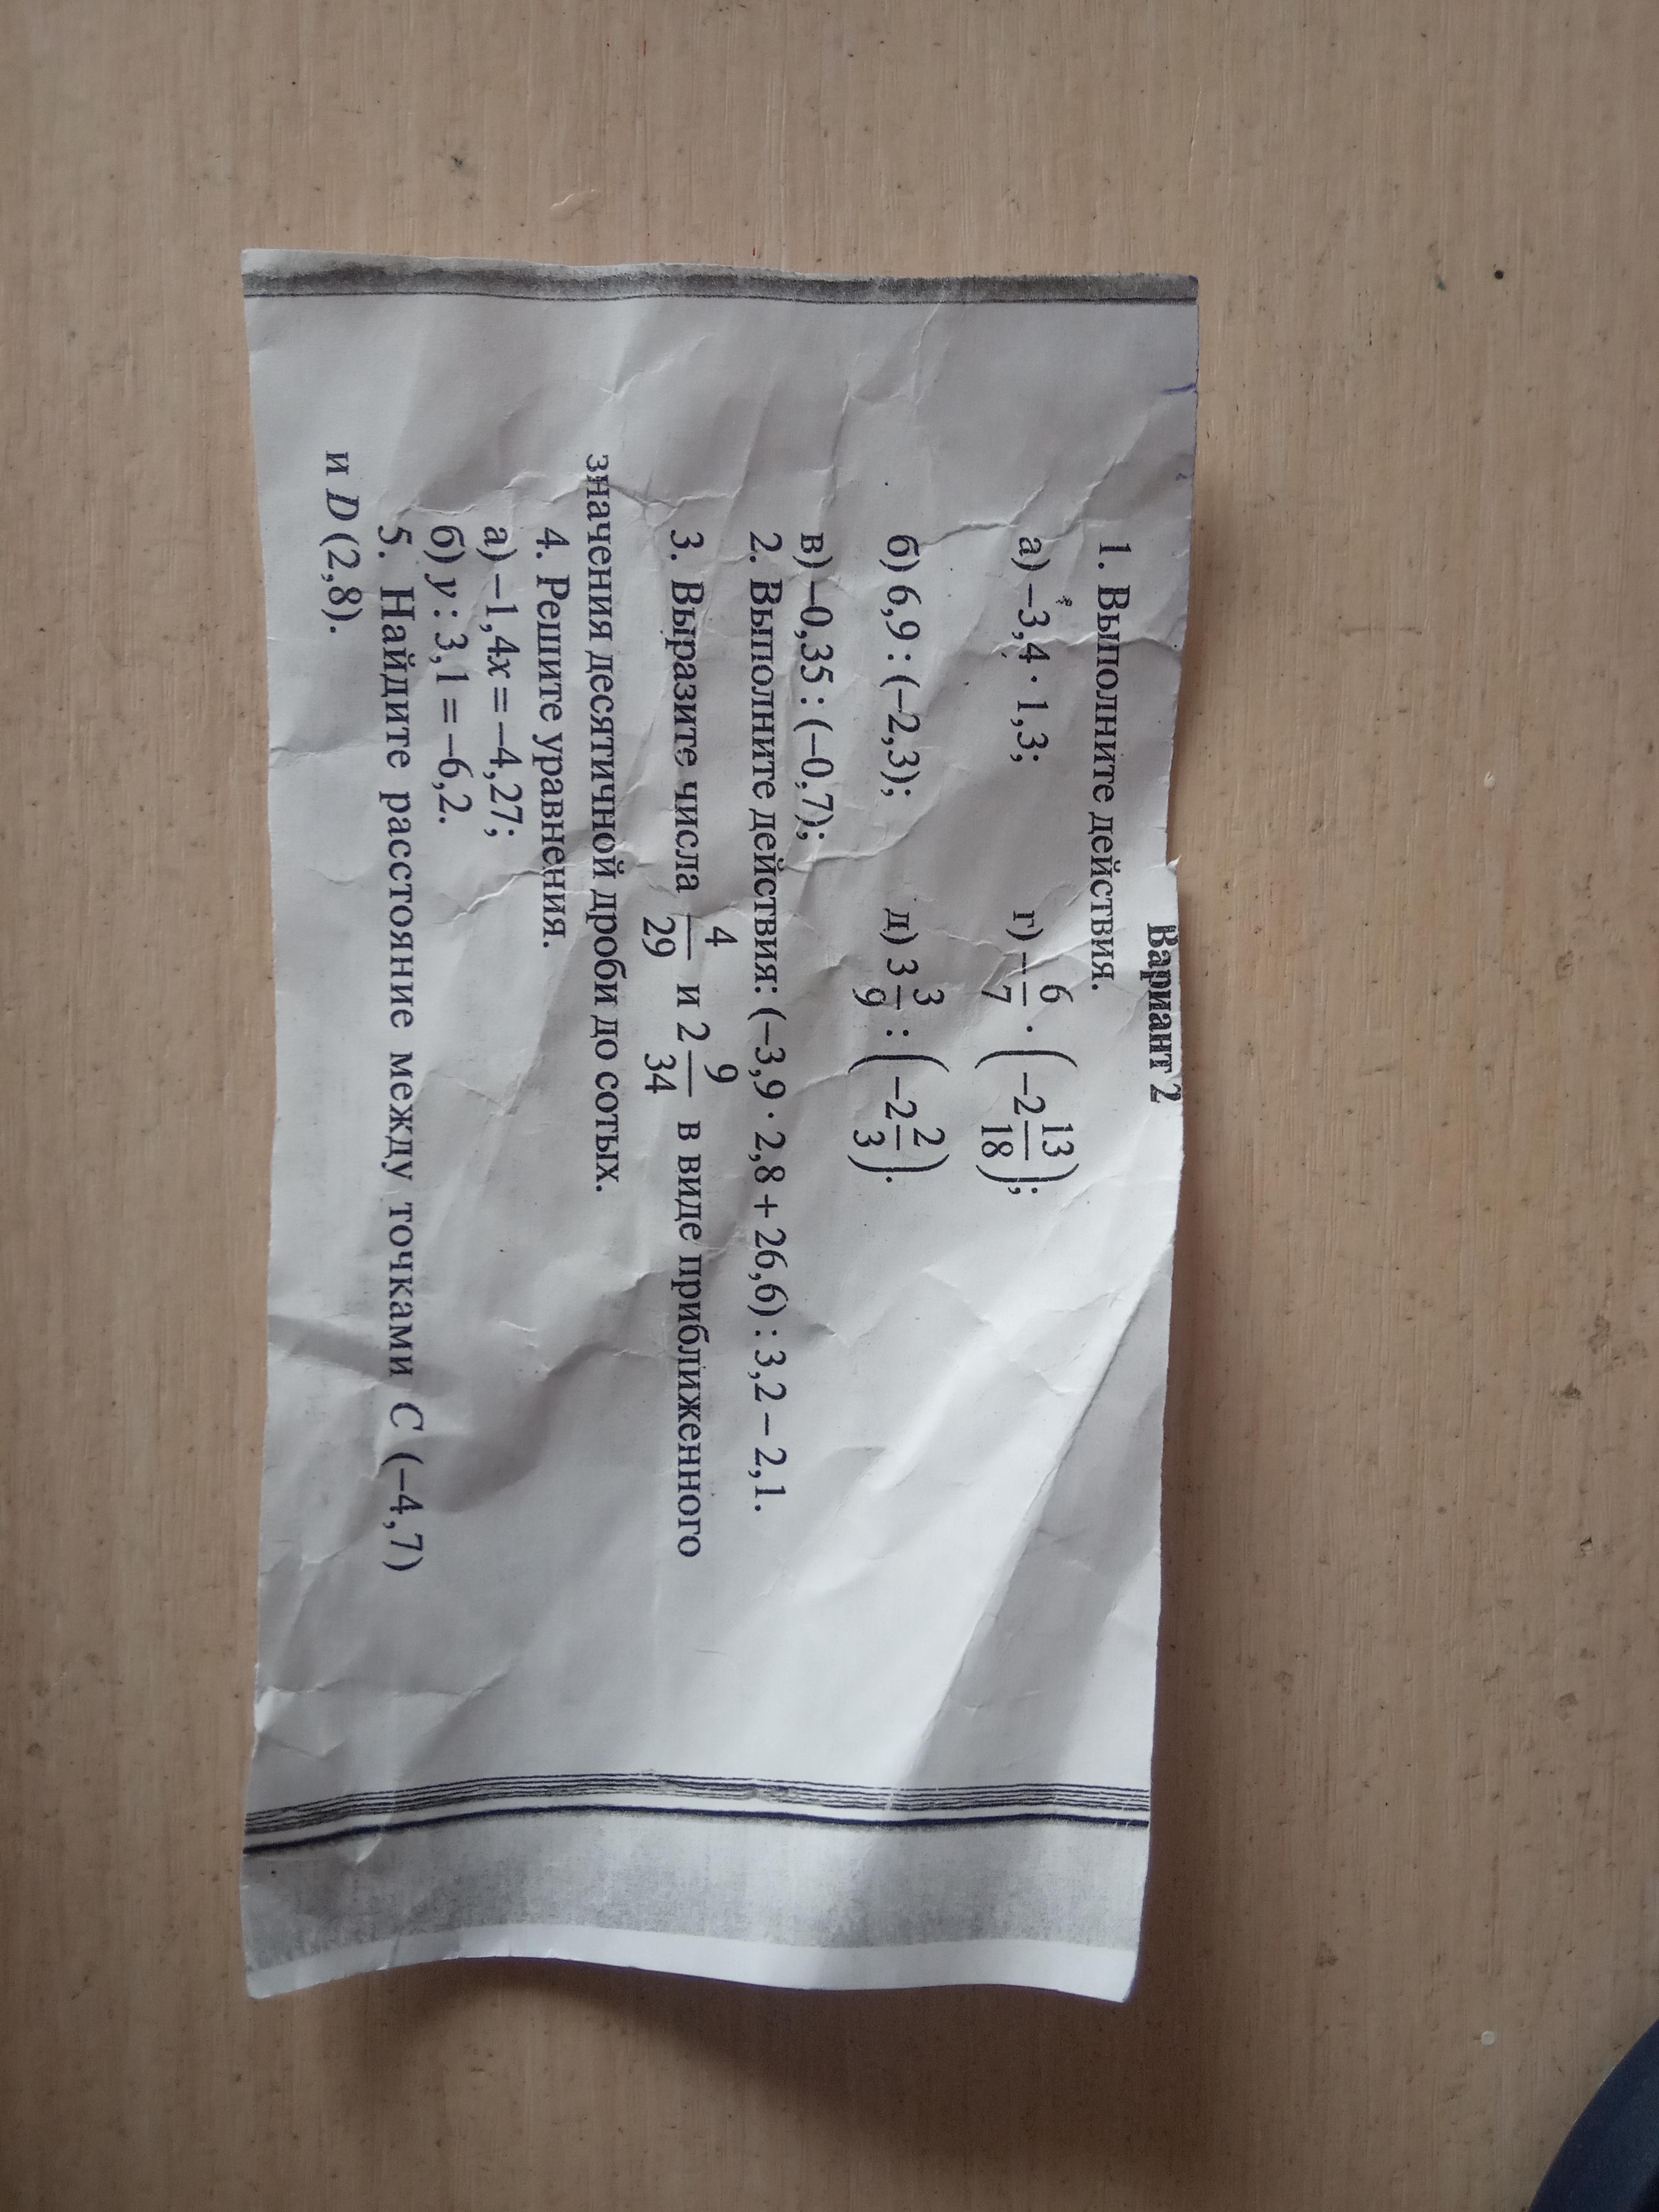 Вариант 2
1. Выполните действия.
а) –3,4 · 1,3; г) –6/7 · (–2 13/18);
б) 6,9 : (–2,3); д) 3 3/9 : (–2 2/3).
в) –0,35 : (–0,7);
2. Выполните действия: (–3,9 · 2,8 + 26,6) : 3,2 – 2,1.
3. Выразите числа 4/29 и 2 9/34 в виде приближенного
значения десятичной дроби до сотых.
4. Решите уравнения.
а) –1,4x = –4,27;
б) y : 3,1 = –6,2.
5. Найдите расстояние между точками C (–4,7)
и D (2,8).